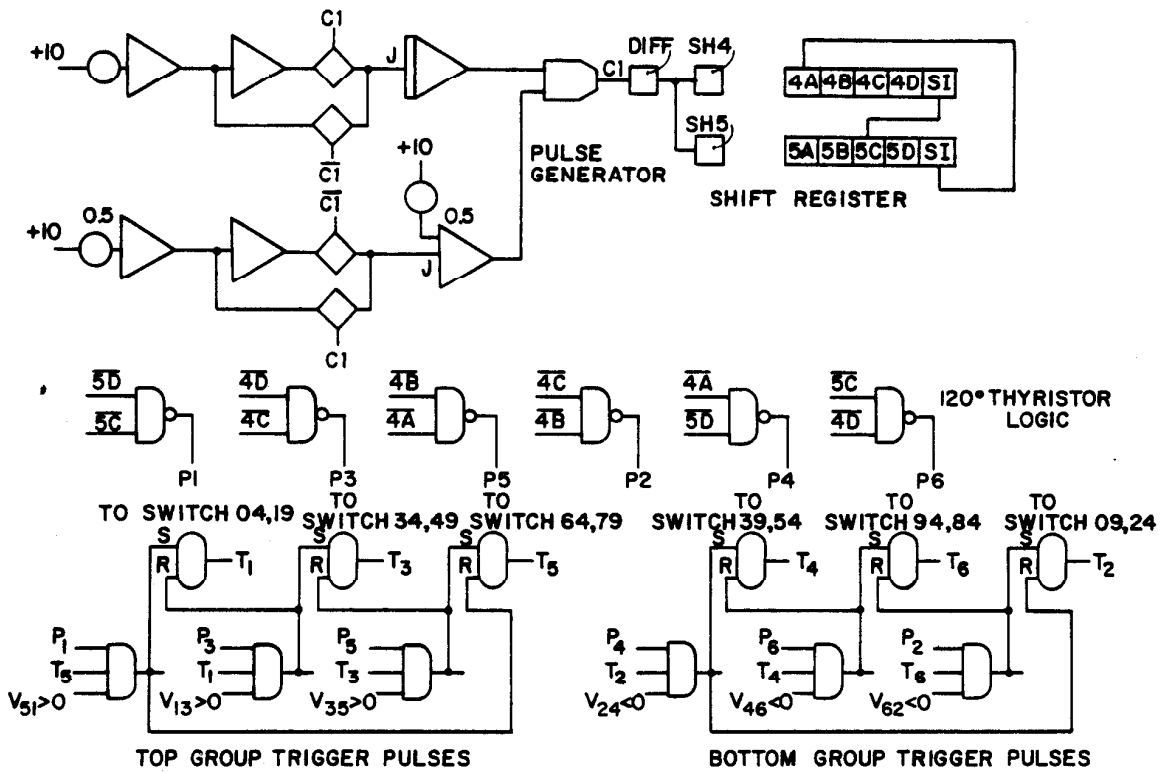 C1
+10
J
C1
DIFF
SH4
4A 4B 4C 4D SI
C̅1̅
+10
SH5
5A 5B 5C 5D SI
PULSE
GENERATOR
SHIFT REGISTER
C̅1̅
+10
0.5
0.5
J
C1
5̅D̅
5̅C̅
P1
4̅D̅
4̅C̅
P3
4̅B̅
4̅A̅
P5
4̅C̅
4̅B̅
P2
4̅A̅
5̅D̅
P4
5̅C̅
4̅D̅
P6
120° THYRISTOR
LOGIC
TO SWITCH 04,19
TO
SWITCH 34,49
TO
SWITCH 64,79
TO
SWITCH 39,54
TO
SWITCH 94,84
TO
SWITCH 09,24
S
R
T1
S
R
T3
S
R
T5
S
R
T4
S
R
T6
S
R
T2
P1
T5
V51>0
P3
T1
V13>0
P5
T3
V35>0
P4
T2
V24<0
P6
T4
V46<0
P2
T6
V62<0
TOP GROUP TRIGGER PULSES
BOTTOM GROUP TRIGGER PULSES